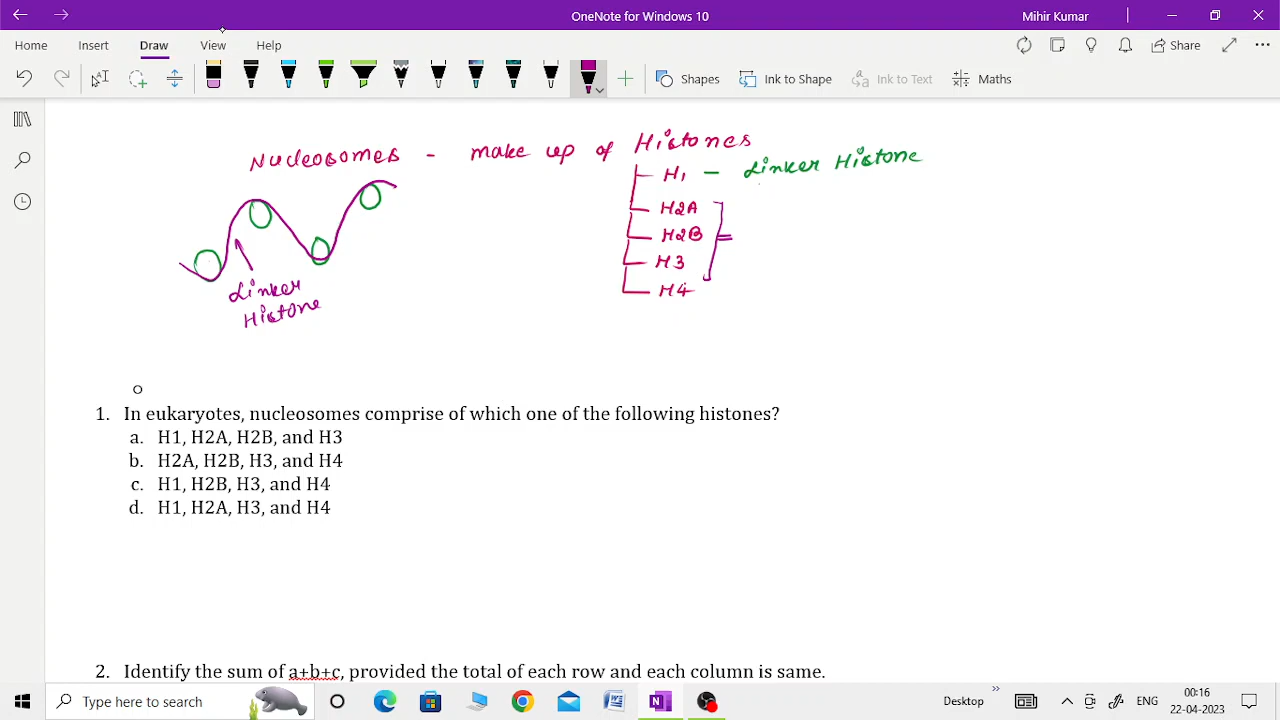 OneNote for Windows 10
Mihir Kumar
Home Insert Draw View Help
Share
Shapes Ink to Shape Ink to Text Maths
Nucleosomes - make up of Histones
H1 - Linker Histone
H2A
H2B
H3
H4
Linker
Histone
1. In eukaryotes, nucleosomes comprise of which one of the following histones?
a. H1, H2A, H2B, and H3
b. H2A, H2B, H3, and H4
c. H1, H2B, H3, and H4
d. H1, H2A, H3, and H4
2. Identify the sum of a+b+c, provided the total of each row and each column is same.
Type here to search
Desktop
ENG
00:16
22-04-2023